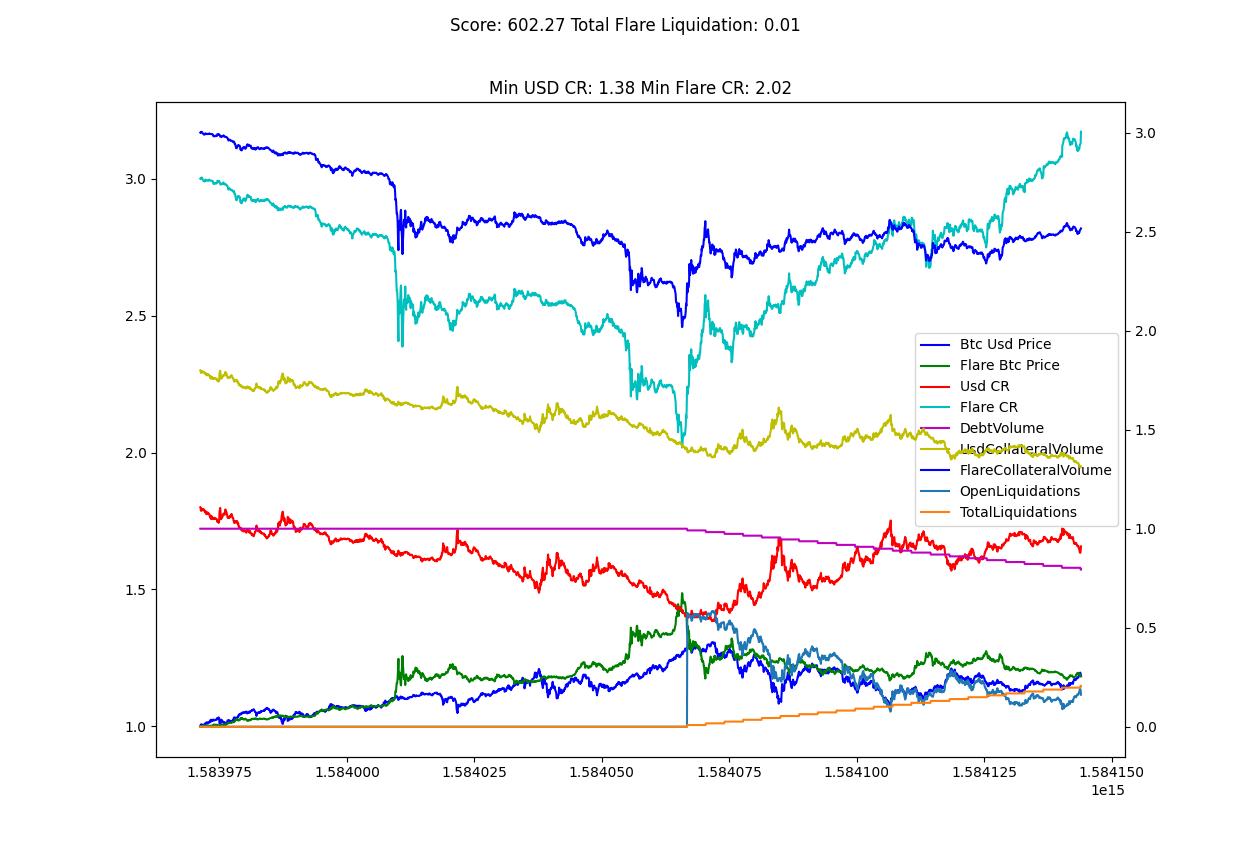 Score: 602.27 Total Flare Liquidation: 0.01
Min USD CR: 1.38 Min Flare CR: 2.02
3.0
3.0
2.5
2.5
2.0
Btc Usd Price
Flare Btc Price
Usd CR
Flare CR
DebtVolume
UsdCollateralVolume
FlareCollateralVolume
OpenLiquidations
TotalLiquidations
2.0
1.5
1.5
1.0
0.5
1.0
0.0
1.583975 1.584000 1.584025 1.584050 1.584075 1.584100 1.584125 1.584150
1e15